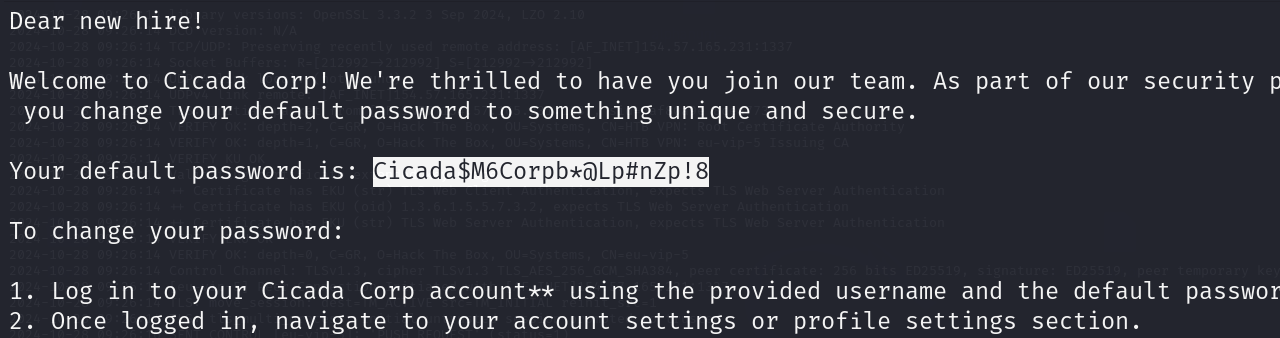 Dear new hire!
Welcome to Cicada Corp! We're thrilled to have you join our team. As part of our security p
you change your default password to something unique and secure.
Your default password is: Cicada$M6Corpb*@Lp#nZp!8
To change your password:
1. Log in to your Cicada Corp account** using the provided username and the default passwor
2. Once logged in, navigate to your account settings or profile settings section.